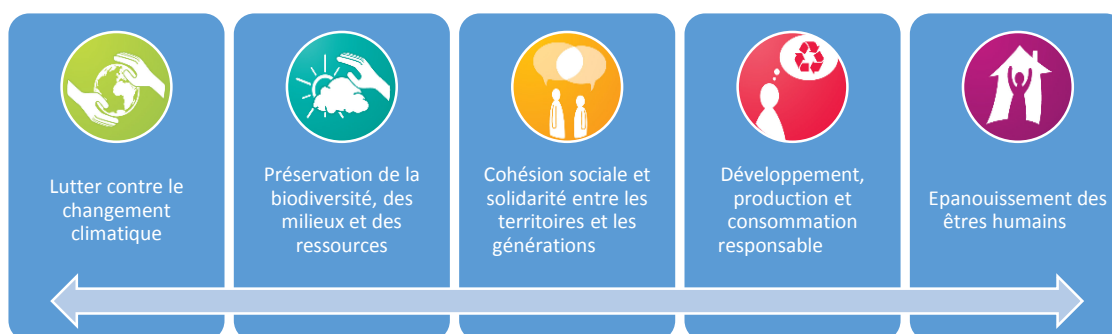 Lutter contre le
changement
climatique
Préservation de la
biodiversité, des
milieux et des
ressources
Cohésion sociale et
solidarité entre les
territoires et les
générations
Développement,
production et
consommation
responsable
Epanouissement des
êtres humains